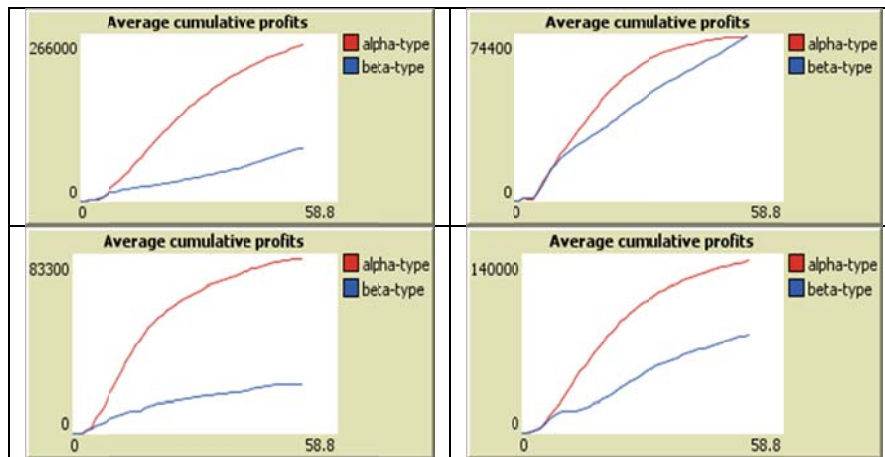 Average cumulative profits
266000
alpha-type
beta-type
0
0
58.8
Average cumulative profits
74400
alpha-type
beta-type
0
0
58.8
Average cumulative profits
83300
alpha-type
beta-type
0
0
58.8
Average cumulative profits
140000
alpha-type
beta-type
0
0
58.8